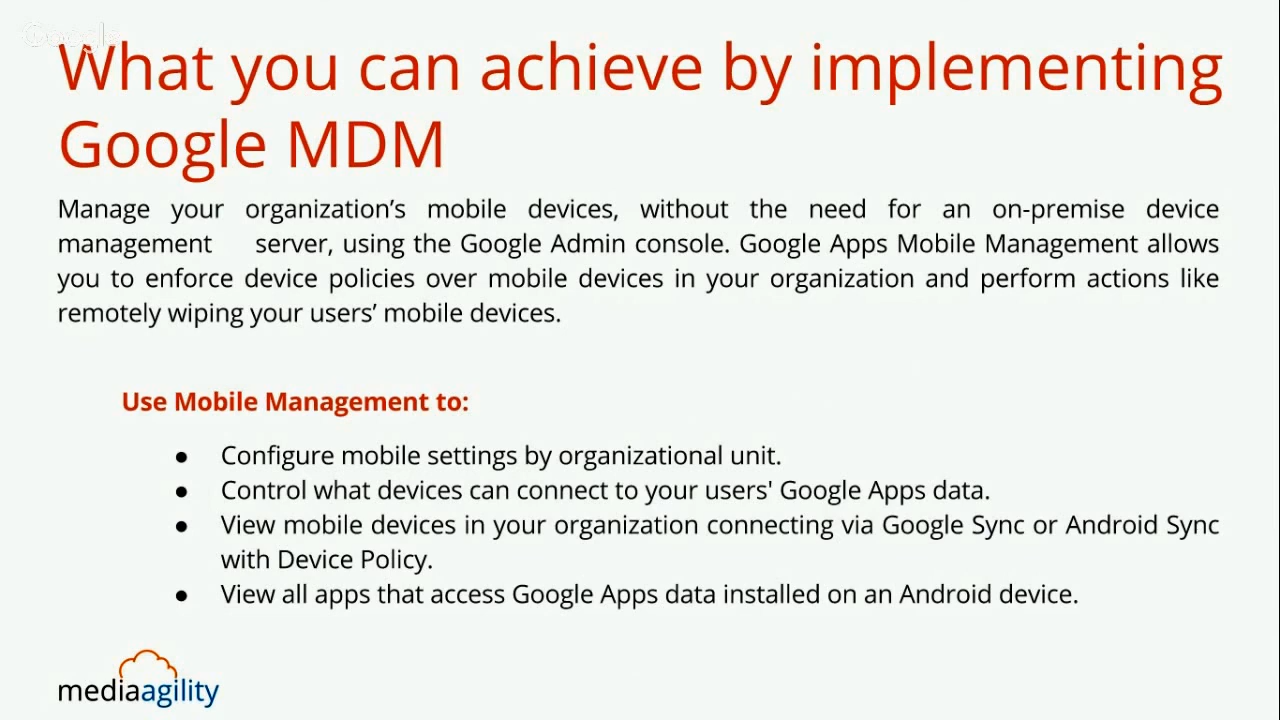 Google
What you can achieve by implementing
Google MDM
Manage your organization’s mobile devices, without the need for an on-premise device
management server, using the Google Admin console. Google Apps Mobile Management allows
you to enforce device policies over mobile devices in your organization and perform actions like
remotely wiping your users’ mobile devices.
Use Mobile Management to:
● Configure mobile settings by organizational unit.
● Control what devices can connect to your users' Google Apps data.
● View mobile devices in your organization connecting via Google Sync or Android Sync
with Device Policy.
● View all apps that access Google Apps data installed on an Android device.
mediaagility